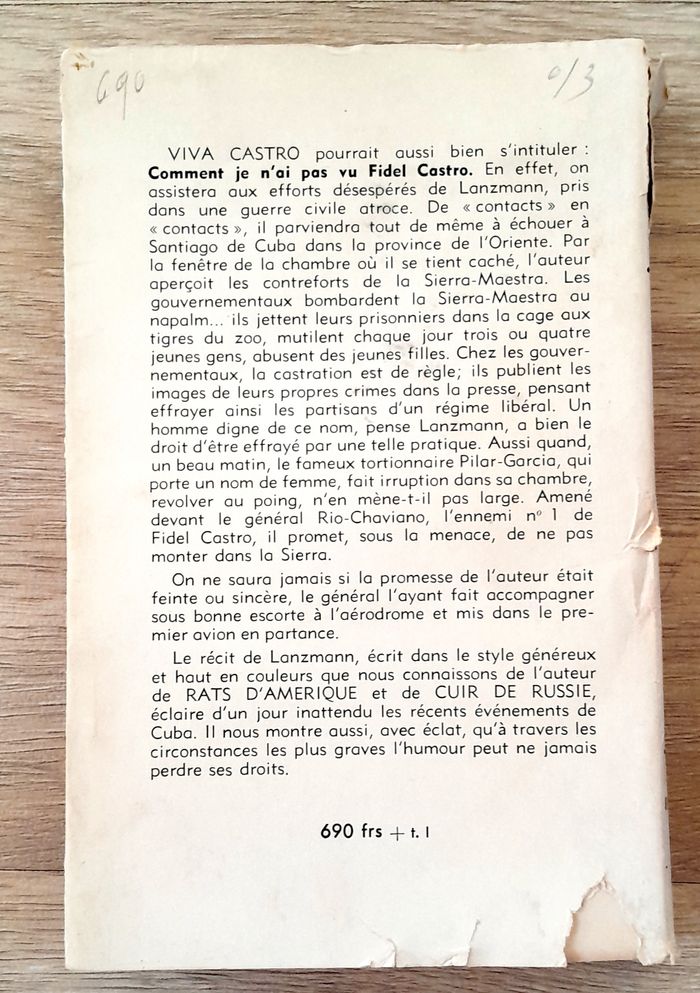 690
0/3
VIVA CASTRO pourrait aussi bien s'intituler :
Comment je n'ai pas vu Fidel Castro. En effet, on
assistera aux efforts désespérés de Lanzmann, pris
dans une guerre civile atroce. De « contacts » en
« contacts », il parviendra tout de même à échouer à
Santiago de Cuba dans la province de l'Oriente. Par
la fenêtre de la chambre où il se tient caché, l'auteur
aperçoit les contreforts de la Sierra-Maestra. Les
gouvernementaux bombardent la Sierra-Maestra au
napalm... ils jettent leurs prisonniers dans la cage aux
tigres du zoo, mutilent chaque jour trois ou quatre
jeunes gens, abusent des jeunes filles. Chez les gouver-
nementaux, la castration est de règle; ils publient les
images de leurs propres crimes dans la presse, pensant
effrayer ainsi les partisans d'un régime libéral. Un
homme digne de ce nom, pense Lanzmann, a bien le
droit d'être effrayé par une telle pratique. Aussi quand,
un beau matin, le fameux tortionnaire Pilar-Garcia, qui
porte un nom de femme, fait irruption dans sa chambre,
revolver au poing, n'en mène-t-il pas large. Amené
devant le général Rio-Chaviano, l'ennemi nº 1 de
Fidel Castro, il promet, sous la menace, de ne pas
monter dans la Sierra.
On ne saura jamais si la promesse de l'auteur était
feinte ou sincère, le général l'ayant fait accompagner
sous bonne escorte à l'aérodrome et mis dans le pre-
mier avion en partance.
Le récit de Lanzmann, écrit dans le style généreux
et haut en couleurs que nous connaissons de l'auteur
de RATS D'AMERIQUE et de CUIR DE RUSSIE,
éclaire d'un jour inattendu les récents événements de
Cuba. Il nous montre aussi, avec éclat, qu'à travers les
circonstances les plus graves l'humour peut ne jamais
perdre ses droits.
690 frs + t. l